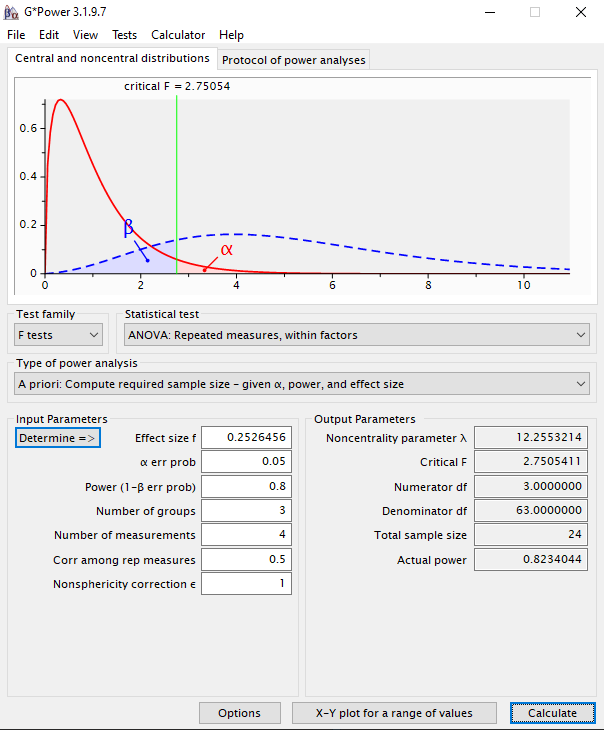 G*Power 3.1.9.7
File Edit View Tests Calculator Help
Central and noncentral distributions Protocol of power analyses
critical F = 2.75054
0.6
0.4
0.2
0
β
α
0 2 4 6 8 10
Test family Statistical test
F tests ANOVA: Repeated measures, within factors
Type of power analysis
A priori: Compute required sample size – given α, power, and effect size
Input Parameters Output Parameters
Determine => Effect size f 0.2526456 Noncentrality parameter λ 12.2553214
α err prob 0.05 Critical F 2.7505411
Power (1-β err prob) 0.8 Numerator df 3.0000000
Number of groups 3 Denominator df 63.0000000
Number of measurements 4 Total sample size 24
Corr among rep measures 0.5 Actual power 0.8234044
Nonsphericity correction ϵ 1
Options X-Y plot for a range of values Calculate